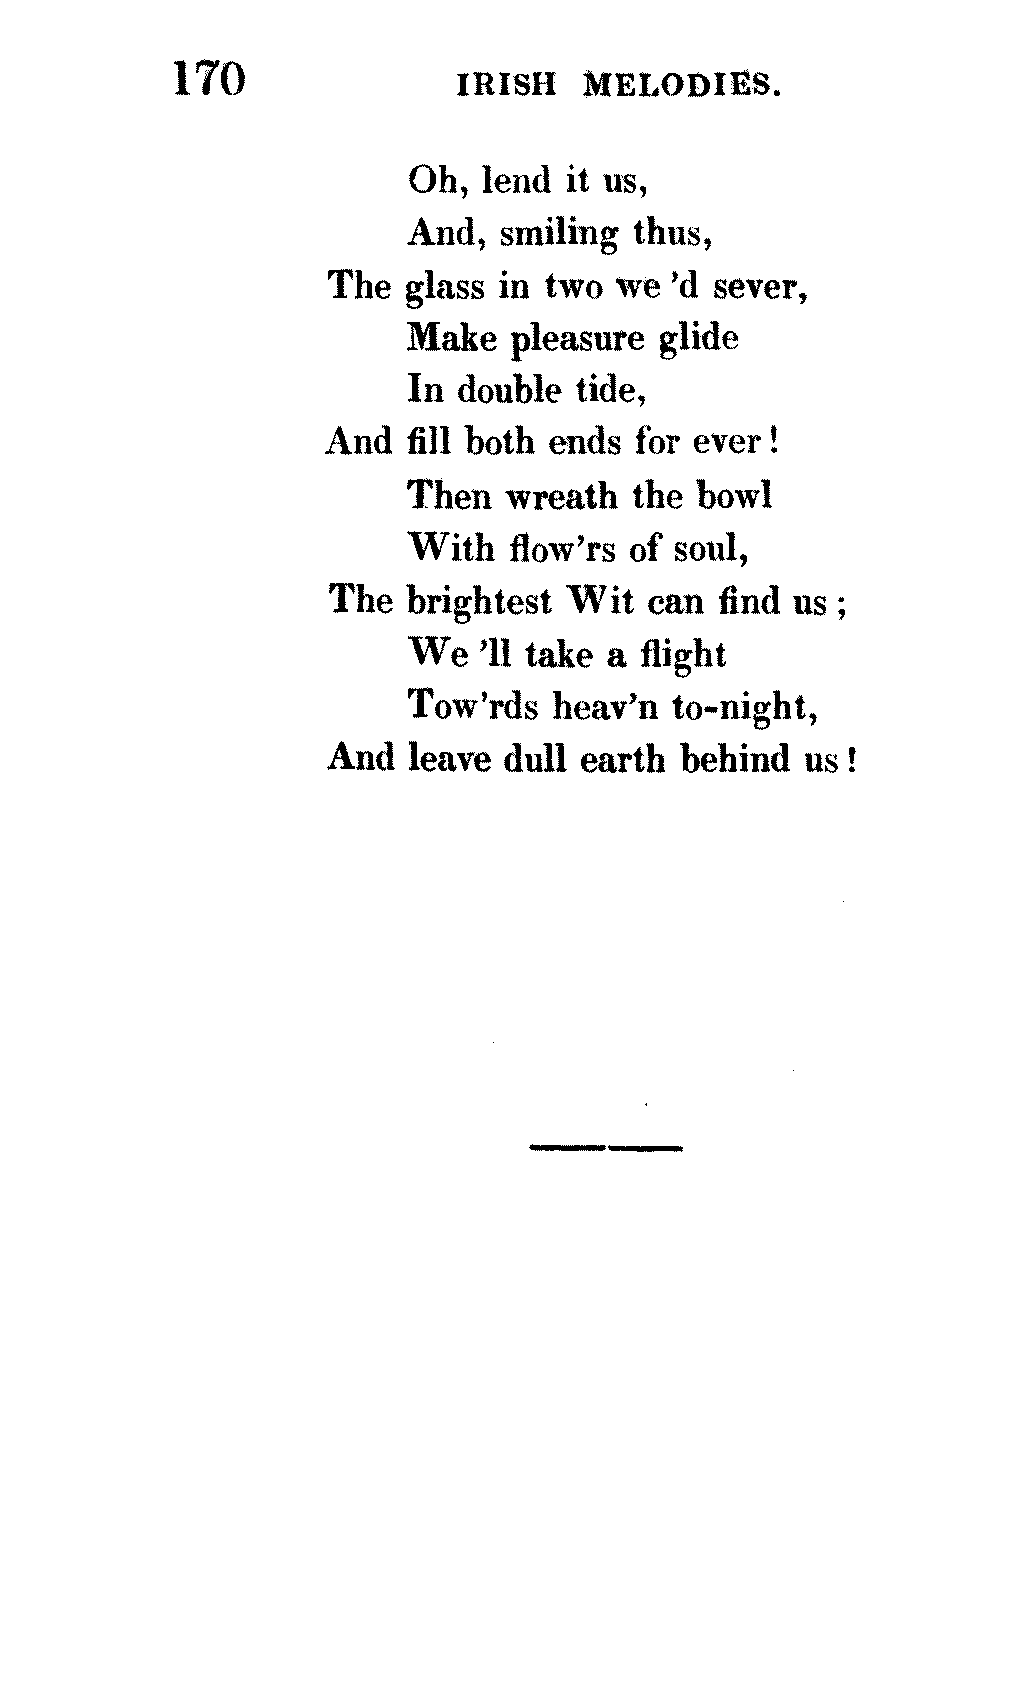 170 IRISH MELODIES.
Oh, lend it us,
And, smiling thus,
The glass in two we 'd sever,
Make pleasure glide
In double tide,
And fill both ends for ever!
Then wreath the bowl
With flow'rs of soul,
The brightest Wit can find us;
We 'll take a flight
Tow'rds heav'n to-night,
And leave dull earth behind us!